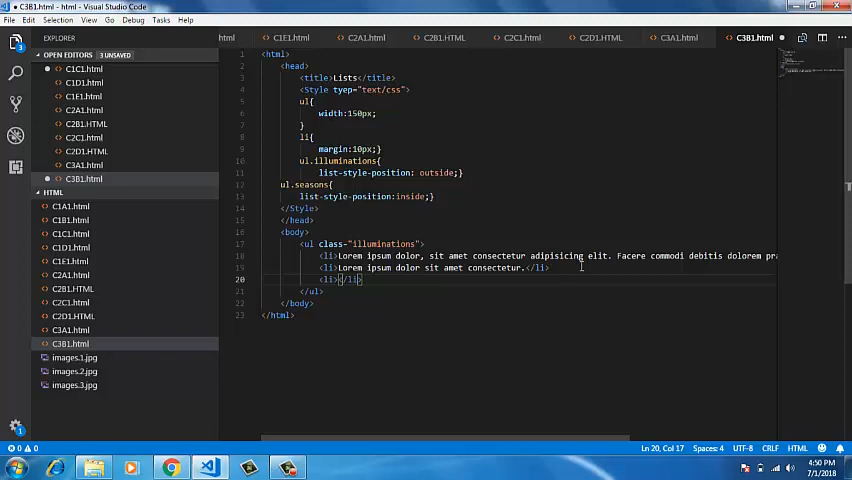 C3B1.html - html - Visual Studio Code
File Edit Selection View Go Debug Tasks Help
EXPLORER
html C1E1.html C2A1.html C2B1.HTML C2C1.html C2D1.HTML C3A1.html C3B1.html
OPEN EDITORS 3 UNSAVED
C1C1.html
C1D1.html
C1E1.html
C2A1.html
C2B1.HTML
C2C1.html
C2D1.HTML
C3A1.html
C3B1.html
HTML
C1A1.html
C1B1.html
C1C1.html
C1D1.html
C1E1.html
C2A1.html
C2B1.HTML
C2C1.html
C2D1.HTML
C3A1.html
C3B1.html
images.1.jpg
images.2.jpg
images.3.jpg
3
1
1 <html>
2 <head>
3 <title>Lists</title>
4 <Style tyep="text/css">
5 ul{
6 width:150px;
7 }
8 li{
9 margin:10px;}
10 ul.illuminations{
11 list-style-position: outside;}
12 ul.seasons{
13 list-style-position:inside;}
14 </Style>
15 </head>
16 <body>
17 <ul class-"illuminations">
18 <li>Lorem ipsum dolor, sit amet consectetur adipisicing elit. Facere commodi debitis dolorem pra
19 <li>Lorem ipsum dolor sit amet consectetur.</li>
20 <li></li>
21 </ul>
22 </body>
23 </html>
0 0 Ln 20, Col 17 Spaces: 4 UTF-8 CRLF HTML 1
4:50 PM
7/1/2018